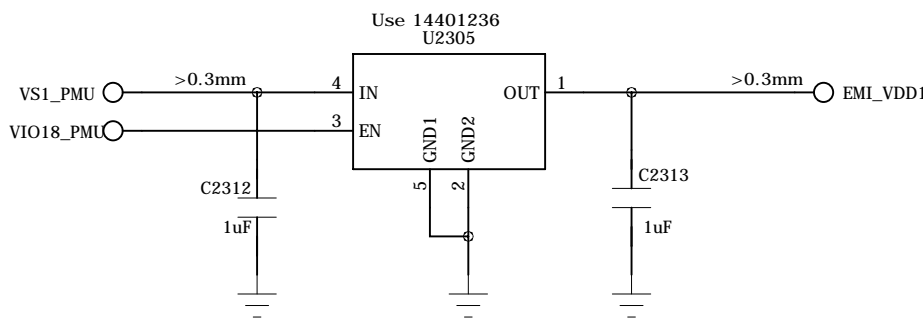 Use 14401236
U2305
VS1_PMU
>0.3mm
4
IN
OUT
1
>0.3mm
EMI_VDD1
VIO18_PMU
3
EN
GND1
GND2
5
2
C2312
1uF
C2313
1uF